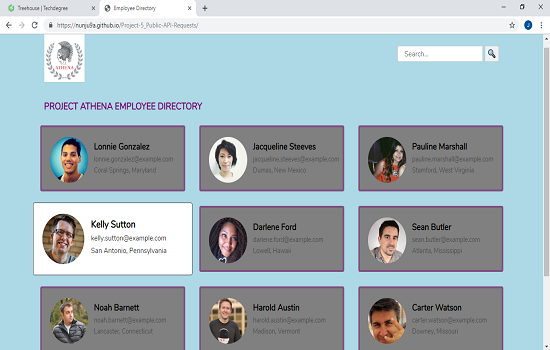 Treehouse | Techdegree
Employee Directory
https://nunju9a.github.io/Project-5_Public-API-Requests/
J
ATHENA
Search...
PROJECT ATHENA EMPLOYEE DIRECTORY
Lonnie Gonzalez
lonnie.gonzalez@example.com
Coral Springs, Maryland
Jacqueline Steeves
jacqueline.steeves@example.com
Dumas, New Mexico
Pauline Marshall
pauline.marshall@example.com
Stamford, West Virginia
Kelly Sutton
kelly.sutton@example.com
San Antonio, Pennsylvania
Darlene Ford
darlene.ford@example.com
Lowell, Hawaii
Sean Butler
sean.butler@example.com
Atlanta, Mississippi
Noah Barnett
noah.barnett@example.com
Lancaster, Connecticut
Harold Austin
harold.austin@example.com
Madison, Vermont
Carter Watson
carter.watson@example.com
Downey, Missouri